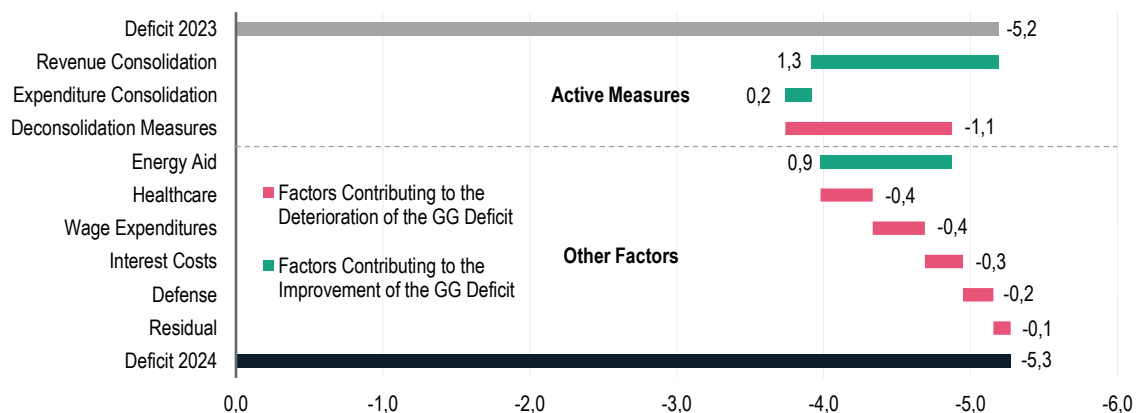 Deficit 2023
-5,2
Revenue Consolidation
1,3
Expenditure Consolidation
0,2
Active Measures
Deconsolidation Measures
-1,1
Energy Aid
0,9
Healthcare
-0,4
Factors Contributing to the
Deterioration of the GG Deficit
Wage Expenditures
-0,4
Other Factors
Interest Costs
-0,3
Factors Contributing to the
Improvement of the GG Deficit
Defense
-0,2
Residual
-0,1
Deficit 2024
-5,3
0,0 -1,0 -2,0 -3,0 -4,0 -5,0 -6,0